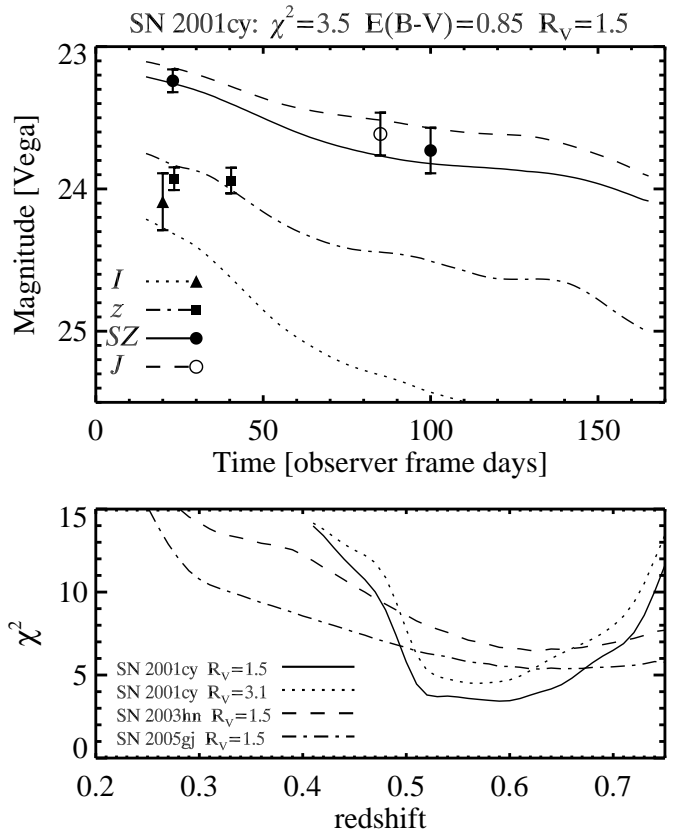 SN 2001cy: χ²=3.5 E(B-V)=0.85 R_V=1.5
23
24
25
Magnitude [Vega]
I
z
SZ
J
0 50 100 150
Time [observer frame days]
15
10
5
0
χ²
SN 2001cy R_V=1.5
SN 2001cy R_V=3.1
SN 2003hn R_V=1.5
SN 2005gj R_V=1.5
0.2 0.3 0.4 0.5 0.6 0.7
redshift